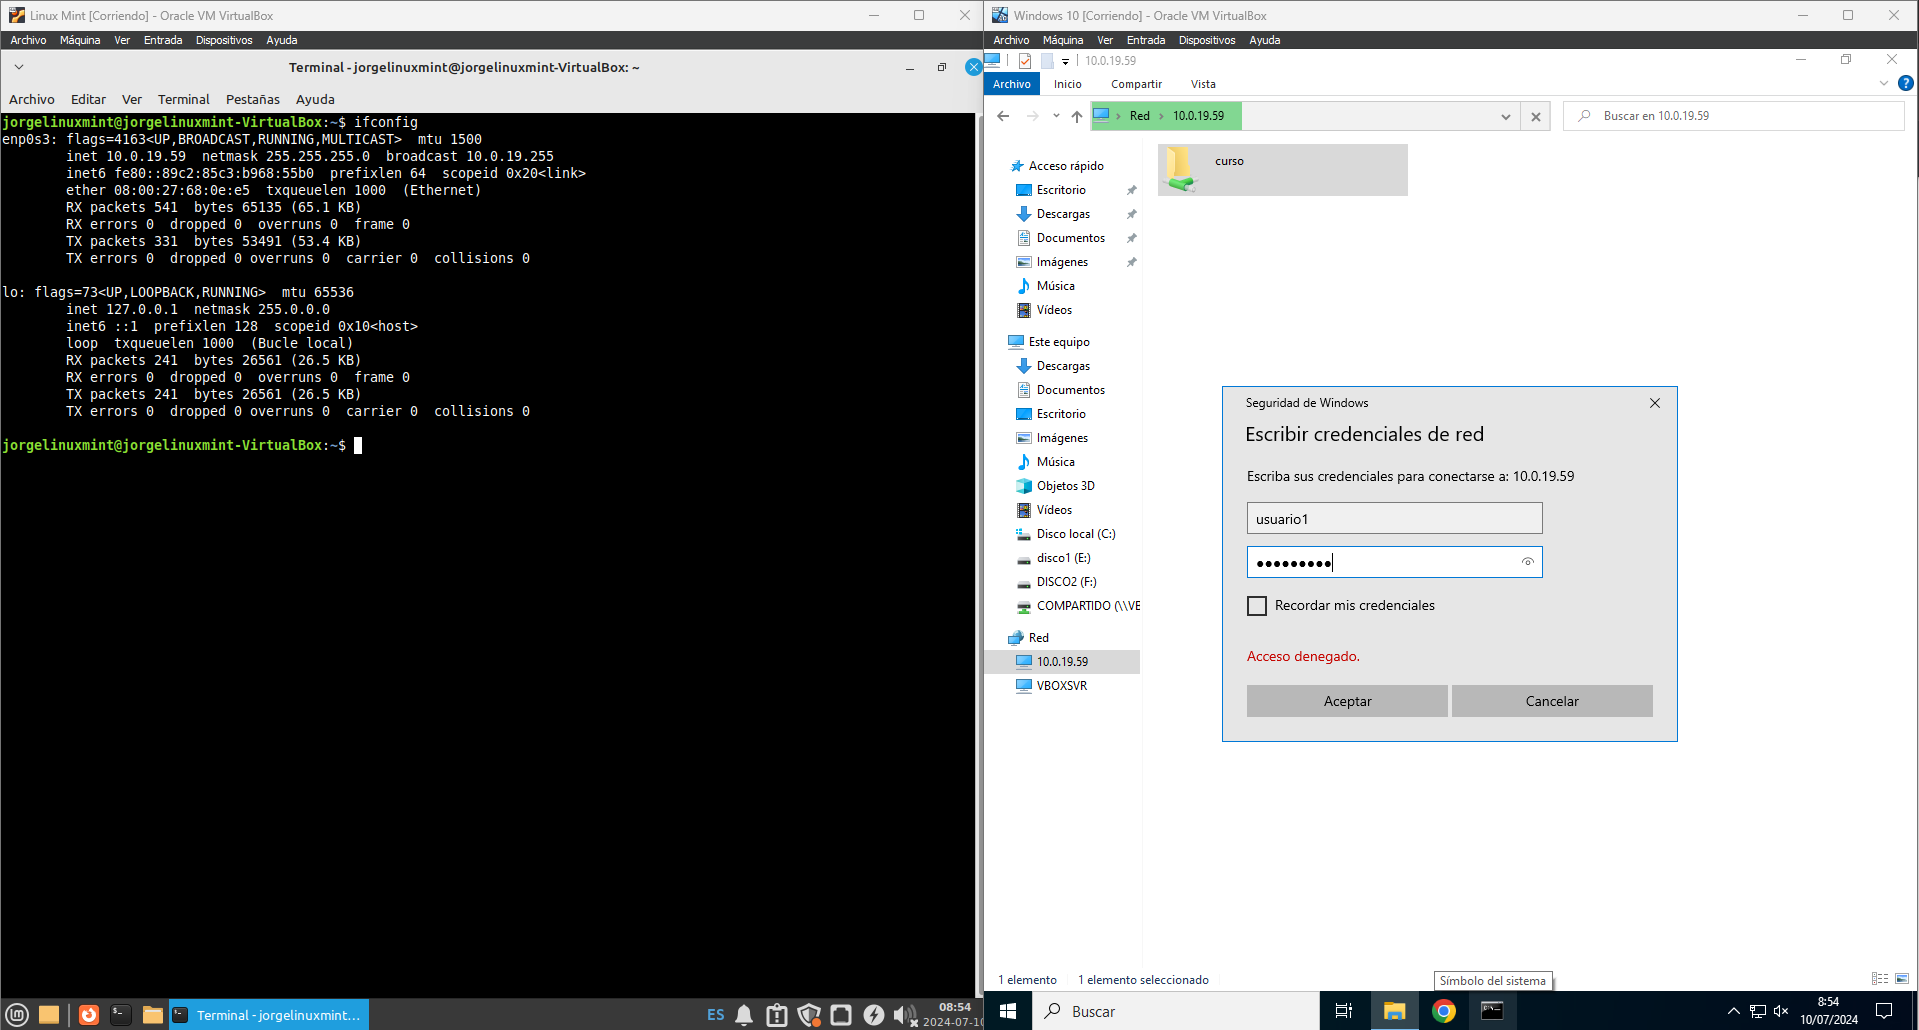 Linux Mint [Corriendo] - Oracle VM VirtualBox
Archivo Máquina Ver Entrada Dispositivos Ayuda
Terminal - jorgelinuxmint@jorgelinuxmint-VirtualBox: ~
Archivo Editar Ver Terminal Pestañas Ayuda
jorgelinuxmint@jorgelinuxmint-VirtualBox:~$ ifconfig
enp0s3: flags=4163<UP,BROADCAST,RUNNING,MULTICAST>  mtu 1500
        inet 10.0.19.59  netmask 255.255.255.0  broadcast 10.0.19.255
        inet6 fe80::89c2:85c3:b968:55b0  prefixlen 64  scopeid 0x20<link>
        ether 08:00:27:68:0e:e5  txqueuelen 1000  (Ethernet)
        RX packets 541  bytes 65135 (65.1 KB)
        RX errors 0  dropped 0  overruns 0  frame 0
        TX packets 331  bytes 53491 (53.4 KB)
        TX errors 0  dropped 0 overruns 0  carrier 0  collisions 0
lo: flags=73<UP,LOOPBACK,RUNNING>  mtu 65536
        inet 127.0.0.1  netmask 255.0.0.0
        inet6 ::1  prefixlen 128  scopeid 0x10<host>
        loop  txqueuelen 1000  (Bucle local)
        RX packets 241  bytes 26561 (26.5 KB)
        RX errors 0  dropped 0  overruns 0  frame 0
        TX packets 241  bytes 26561 (26.5 KB)
        TX errors 0  dropped 0 overruns 0  carrier 0  collisions 0
jorgelinuxmint@jorgelinuxmint-VirtualBox:~$
Terminal - jorgelinuxmint...
ES
08:54
2024-07-10
Windows 10 [Corriendo] - Oracle VM VirtualBox
Archivo Máquina Ver Entrada Dispositivos Ayuda
10.0.19.59
Archivo Inicio Compartir Vista
Red > 10.0.19.59
Buscar en 10.0.19.59
Acceso rápido
Escritorio
Descargas
Documentos
Imágenes
Música
Vídeos
Este equipo
Descargas
Documentos
Escritorio
Imágenes
Música
Objetos 3D
Vídeos
Disco local (C:)
disco1 (E:)
DISCO2 (F:)
COMPARTIDO (\\VE
Red
10.0.19.59
VBOXSVR
curso
Seguridad de Windows
Escribir credenciales de red
Escriba sus credenciales para conectarse a: 10.0.19.59
usuario1
●●●●●●●●●
Recordar mis credenciales
Acceso denegado.
Aceptar
Cancelar
1 elemento
1 elemento seleccionado
Símbolo del sistema
Buscar
8:54
10/07/2024